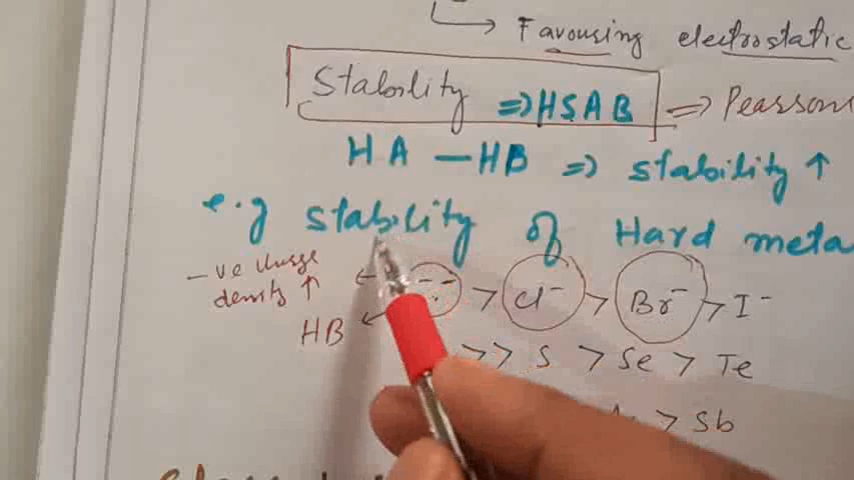 ↳ Favousing electrostatic
Stability ⇒ HSAB ⇒ Pearson
HA – HB ⇒ stability ↑
e.g stability of Hard meta
-ve charge density ↑
> Cl⁻ > Br⁻ > I⁻
HB
>> S > Se > Te
> Sb